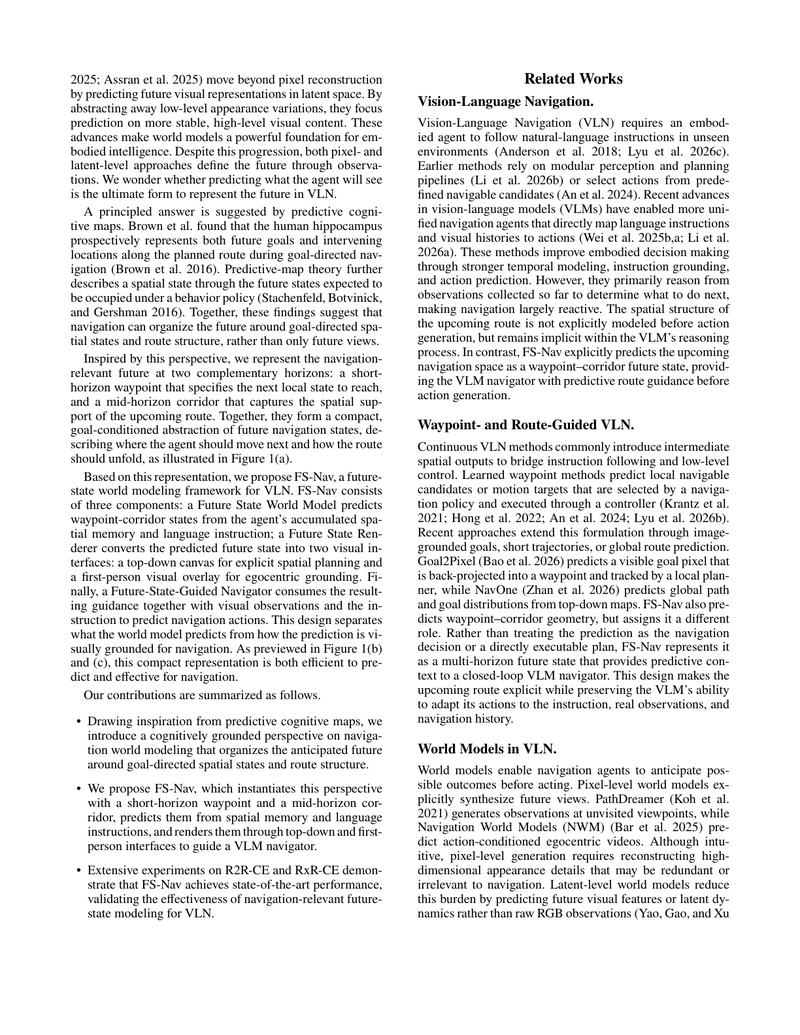 2025; Assran et al. 2025) move beyond pixel reconstruction
by predicting future visual representations in latent space. By
abstracting away low-level appearance variations, they focus
prediction on more stable, high-level visual content. These
advances make world models a powerful foundation for em-
bodied intelligence. Despite this progression, both pixel- and
latent-level approaches define the future through observa-
tions. We wonder whether predicting what the agent will see
is the ultimate form to represent the future in VLN.
A principled answer is suggested by predictive cogni-
tive maps. Brown et al. found that the human hippocampus
prospectively represents both future goals and intervening
locations along the planned route during goal-directed nav-
igation (Brown et al. 2016). Predictive-map theory further
describes a spatial state through the future states expected to
be occupied under a behavior policy (Stachenfeld, Botvinick,
and Gershman 2016). Together, these findings suggest that
navigation can organize the future around goal-directed spa-
tial states and route structure, rather than only future views.
Inspired by this perspective, we represent the navigation-
relevant future at two complementary horizons: a short-
horizon waypoint that specifies the next local state to reach,
and a mid-horizon corridor that captures the spatial sup-
port of the upcoming route. Together, they form a compact,
goal-conditioned abstraction of future navigation states, de-
scribing where the agent should move next and how the route
should unfold, as illustrated in Figure 1(a).
Based on this representation, we propose FS-Nav, a future-
state world modeling framework for VLN. FS-Nav consists
of three components: a Future State World Model predicts
waypoint-corridor states from the agent's accumulated spa-
tial memory and language instruction; a Future State Ren-
derer converts the predicted future state into two visual in-
terfaces: a top-down canvas for explicit spatial planning and
a first-person visual overlay for egocentric grounding. Fi-
nally, a Future-State-Guided Navigator consumes the result-
ing guidance together with visual observations and the in-
struction to predict navigation actions. This design separates
what the world model predicts from how the prediction is vi-
sually grounded for navigation. As previewed in Figure 1(b)
and (c), this compact representation is both efficient to pre-
dict and effective for navigation.
Our contributions are summarized as follows.
• Drawing inspiration from predictive cognitive maps, we
introduce a cognitively grounded perspective on naviga-
tion world modeling that organizes the anticipated future
around goal-directed spatial states and route structure.
• We propose FS-Nav, which instantiates this perspective
with a short-horizon waypoint and a mid-horizon cor-
ridor, predicts them from spatial memory and language
instructions, and renders them through top-down and first-
person interfaces to guide a VLM navigator.
• Extensive experiments on R2R-CE and RxR-CE demon-
strate that FS-Nav achieves state-of-the-art performance,
validating the effectiveness of navigation-relevant future-
state modeling for VLN.
Related Works
Vision-Language Navigation.
Vision-Language Navigation (VLN) requires an embod-
ied agent to follow natural-language instructions in unseen
environments (Anderson et al. 2018; Lyu et al. 2026c).
Earlier methods rely on modular perception and planning
pipelines (Li et al. 2026b) or select actions from prede-
fined navigable candidates (An et al. 2024). Recent advances
in vision-language models (VLMs) have enabled more uni-
fied navigation agents that directly map language instructions
and visual histories to actions (Wei et al. 2025b,a; Li et al.
2026a). These methods improve embodied decision making
through stronger temporal modeling, instruction grounding,
and action prediction. However, they primarily reason from
observations collected so far to determine what to do next,
making navigation largely reactive. The spatial structure of
the upcoming route is not explicitly modeled before action
generation, but remains implicit within the VLM's reasoning
process. In contrast, FS-Nav explicitly predicts the upcoming
navigation space as a waypoint–corridor future state, provid-
ing the VLM navigator with predictive route guidance before
action generation.
Waypoint- and Route-Guided VLN.
Continuous VLN methods commonly introduce intermediate
spatial outputs to bridge instruction following and low-level
control. Learned waypoint methods predict local navigable
candidates or motion targets that are selected by a naviga-
tion policy and executed through a controller (Krantz et al.
2021; Hong et al. 2022; An et al. 2024; Lyu et al. 2026b).
Recent approaches extend this formulation through image-
grounded goals, short trajectories, or global route prediction.
Goal2Pixel (Bao et al. 2026) predicts a visible goal pixel that
is back-projected into a waypoint and tracked by a local plan-
ner, while NavOne (Zhan et al. 2026) predicts global path
and goal distributions from top-down maps. FS-Nav also pre-
dicts waypoint–corridor geometry, but assigns it a different
role. Rather than treating the prediction as the navigation
decision or a directly executable plan, FS-Nav represents it
as a multi-horizon future state that provides predictive con-
text to a closed-loop VLM navigator. This design makes the
upcoming route explicit while preserving the VLM's ability
to adapt its actions to the instruction, real observations, and
navigation history.
World Models in VLN.
World models enable navigation agents to anticipate pos-
sible outcomes before acting. Pixel-level world models ex-
plicitly synthesize future views. PathDreamer (Koh et al.
2021) generates observations at unvisited viewpoints, while
Navigation World Models (NWM) (Bar et al. 2025) pre-
dict action-conditioned egocentric videos. Although intu-
itive, pixel-level generation requires reconstructing high-
dimensional appearance details that may be redundant or
irrelevant to navigation. Latent-level world models reduce
this burden by predicting future visual features or latent dy-
namics rather than raw RGB observations (Yao, Gao, and Xu